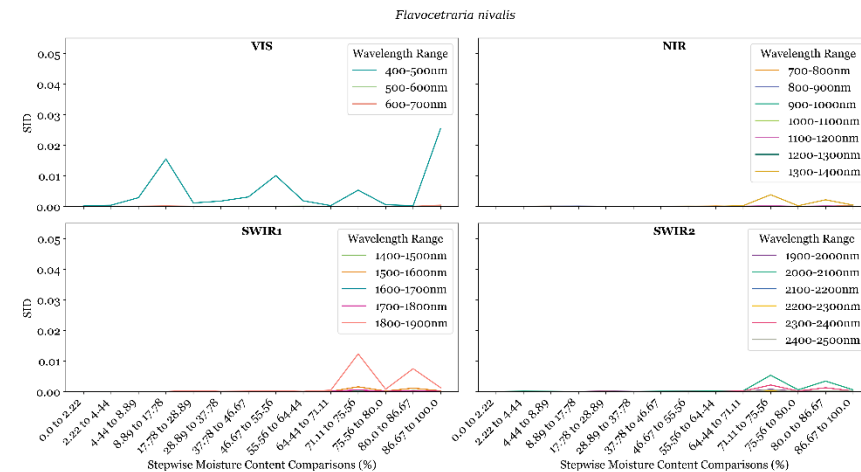 Flavocetraria nivalis
VIS
NIR
0.05
0.04
0.03
0.02
0.01
0.00
SID
Wavelength Range
400-500nm
500-600nm
600-700nm
Wavelength Range
700-800nm
800-900nm
900-1000nm
1000-1100nm
1100-1200nm
1200-1300nm
1300-1400nm
SWIR1
SWIR2
0.05
0.04
0.03
0.02
0.01
0.00
SID
Wavelength Range
1400-1500nm
1500-1600nm
1600-1700nm
1700-1800nm
1800-1900nm
Wavelength Range
1900-2000nm
2000-2100nm
2100-2200nm
2200-2300nm
2300-2400nm
2400-2500nm
0.0 to 2.22
2.22 to 4.44
4.44 to 8.89
8.89 to 17.78
17.78 to 28.89
28.89 to 37.78
37.78 to 46.67
46.67 to 55.56
55.56 to 64.44
64.44 to 71.11
71.11 to 75.56
75.56 to 80.0
80.0 to 86.67
86.67 to 100.0
Stepwise Moisture Content Comparisons (%)
0.0 to 2.22
2.22 to 4.44
4.44 to 8.89
8.89 to 17.78
17.78 to 28.89
28.89 to 37.78
37.78 to 46.67
46.67 to 55.56
55.56 to 64.44
64.44 to 71.11
71.11 to 75.56
75.56 to 80.0
80.0 to 86.67
86.67 to 100.0
Stepwise Moisture Content Comparisons (%)